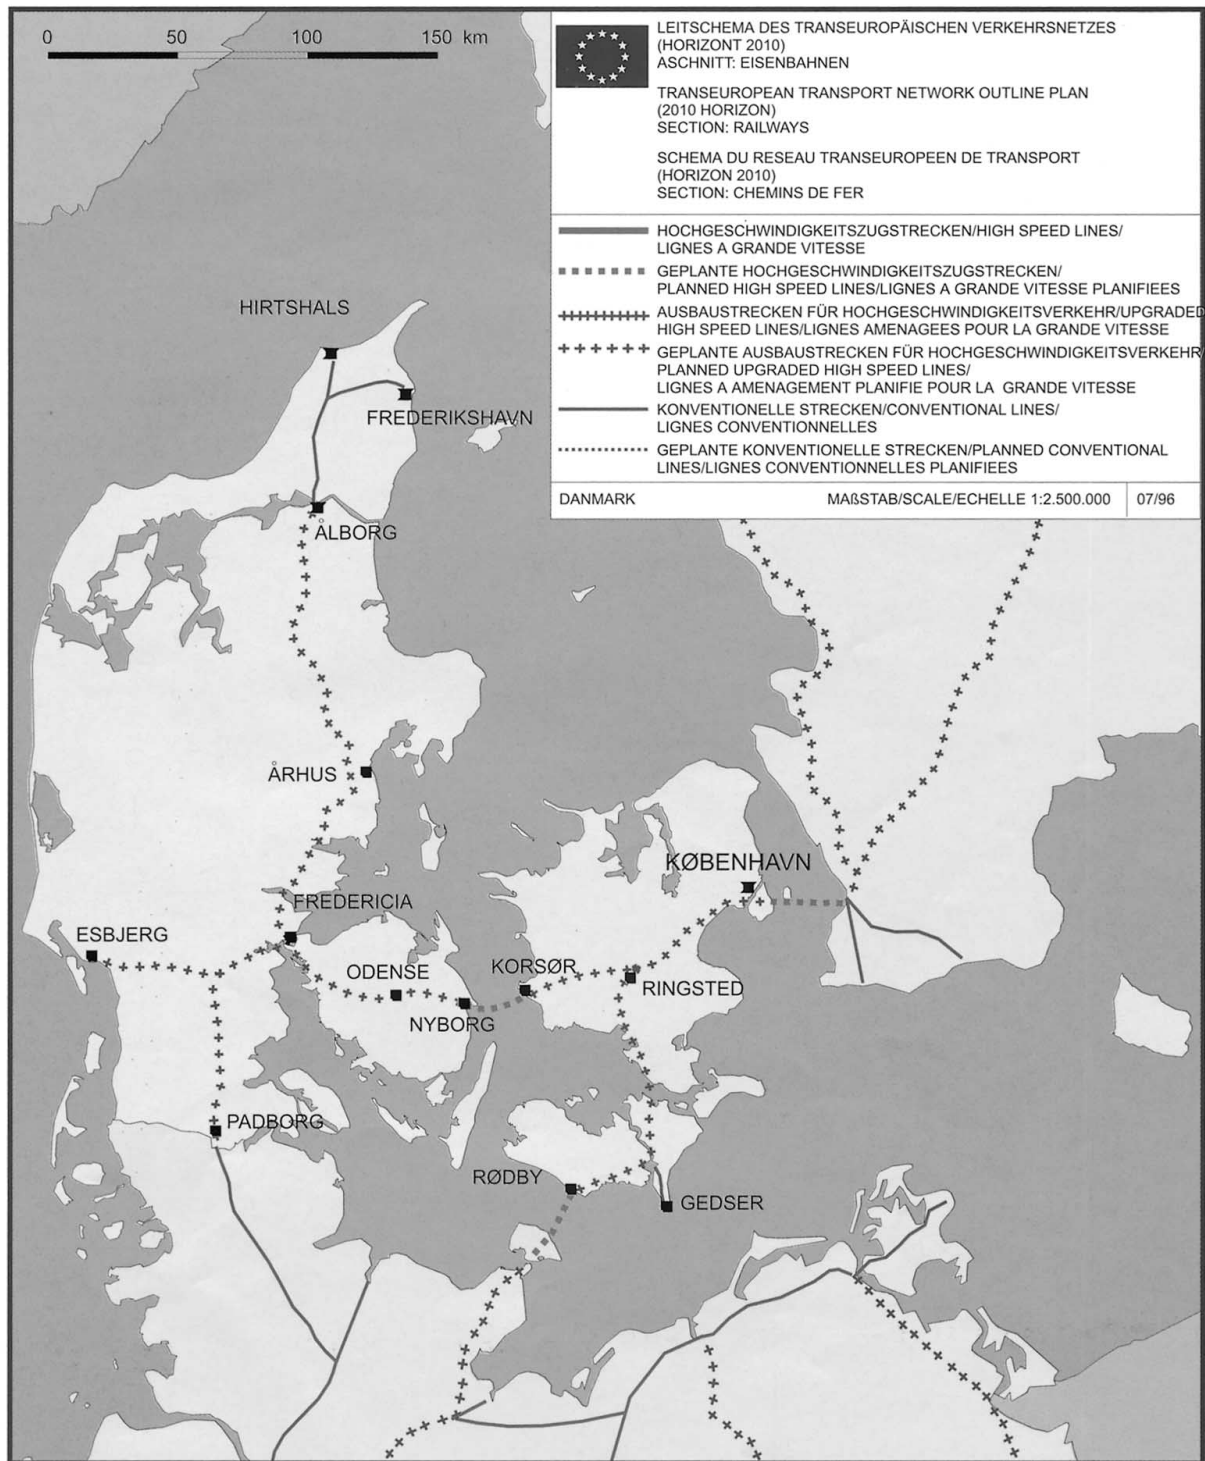 0 50 100 150 km
LEITSCHEMA DES TRANSEUROPÄISCHEN VERKEHRSNETZES
(HORIZONT 2010)
ASCHNITT: EISENBAHNEN
TRANSEUROPEAN TRANSPORT NETWORK OUTLINE PLAN
(2010 HORIZON)
SECTION: RAILWAYS
SCHEMA DU RESEAU TRANSEUROPEEN DE TRANSPORT
(HORIZON 2010)
SECTION: CHEMINS DE FER
HOCHGESCHWINDIGKEITSZUGSTRECKEN/HIGH SPEED LINES/
LIGNES A GRANDE VITESSE
GEPLANTE HOCHGESCHWINDIGKEITSZUGSTRECKEN/
PLANNED HIGH SPEED LINES/LIGNES A GRANDE VITESSE PLANIFIEES
AUSBAUSTRECKEN FÜR HOCHGESCHWINDIGKEITSVERKEHR/UPGRADED
HIGH SPEED LINES/LIGNES AMENAGEES POUR LA GRANDE VITESSE
GEPLANTE AUSBAUSTRECKEN FÜR HOCHGESCHWINDIGKEITSVERKEHR/
PLANNED UPGRADED HIGH SPEED LINES/
LIGNES A AMENAGEMENT PLANIFIE POUR LA GRANDE VITESSE
KONVENTIONELLE STRECKEN/CONVENTIONAL LINES/
LIGNES CONVENTIONNELLES
GEPLANTE KONVENTIONELLE STRECKEN/PLANNED CONVENTIONAL
LINES/LIGNES CONVENTIONNELLES PLANIFIEES
DANMARK MAßSTAB/SCALE/ECHELLE 1:2.500.000 07/96
HIRTSHALS
FREDERIKSHAVN
ÅLBORG
ÅRHUS
KØBENHAVN
FREDERICIA
ESBJERG
ODENSE
KORSØR
RINGSTED
NYBORG
PADBORG
RØDBY
GEDSER